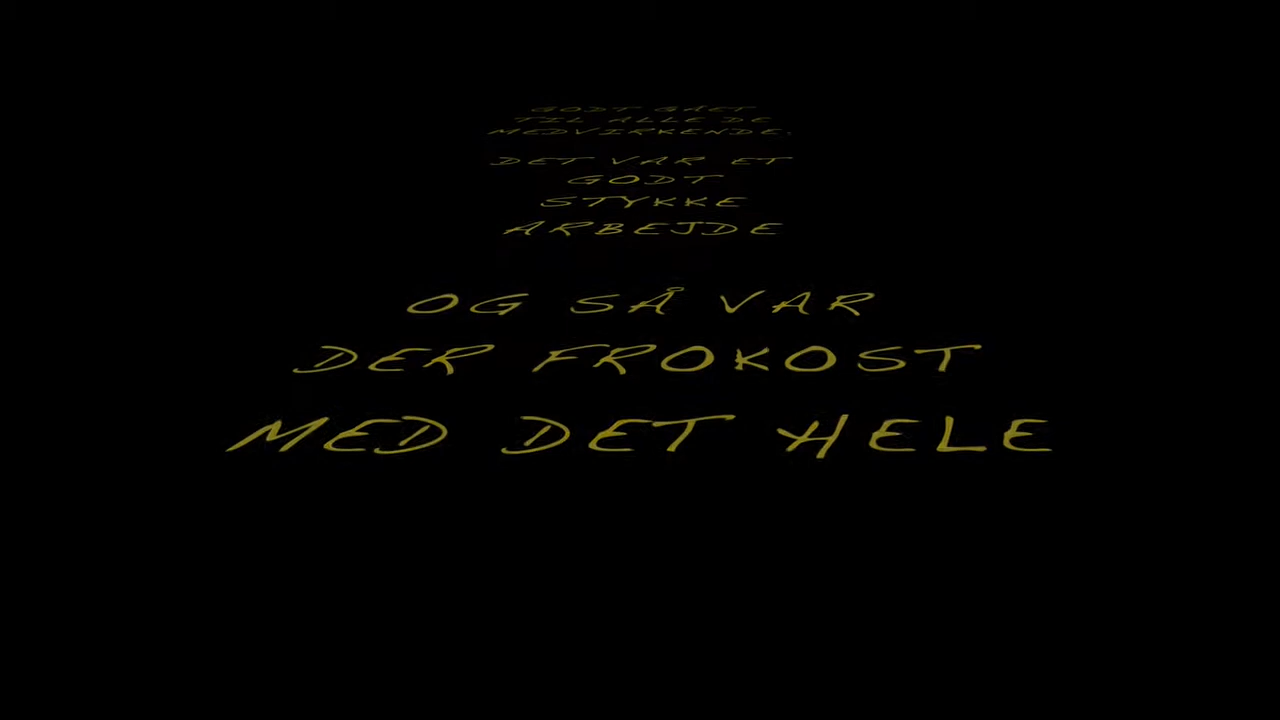 GODT GÅET
TIL ALLE DE
MEDVIRKENDE.
DET VAR ET
GODT
STYKKE
ARBEJDE
OG SÅ VAR
DER FROKOST
MED DET HELE